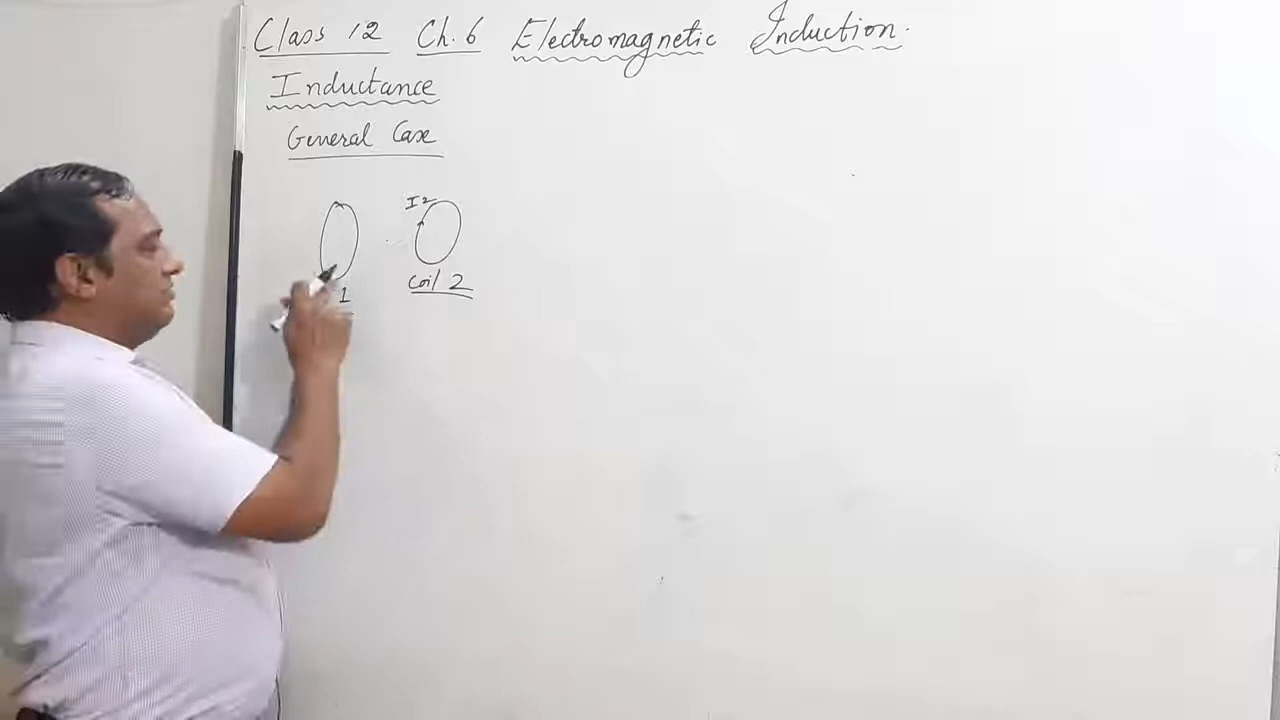 Class 12 Ch. 6 Electromagnetic Induction.
Inductance
General Case
I2
1
Coil 2